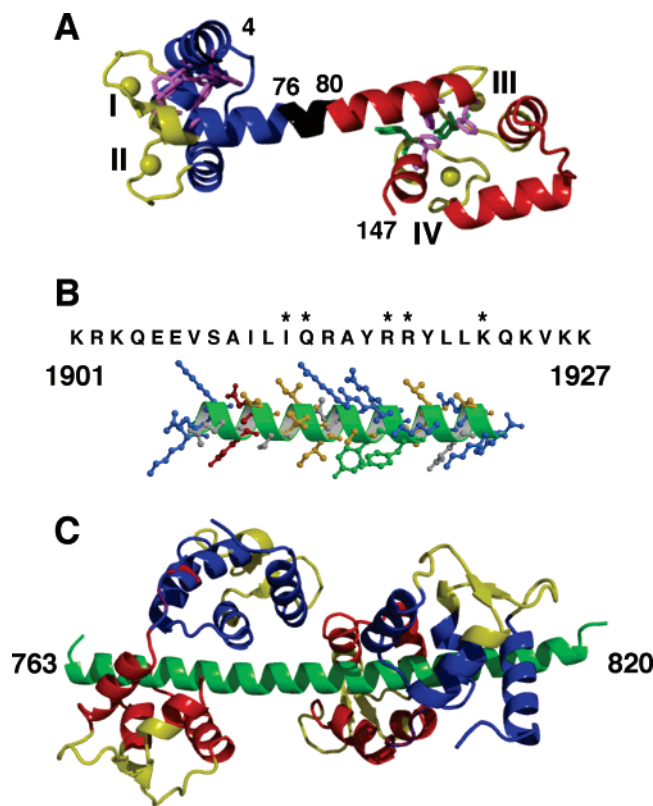 A
4
76 80
I
III
II
147
IV
B
* * * * *
K R K Q E E V S A I L I Q R A Y R R Y L L K Q K V K K
1901
1927
C
763
820